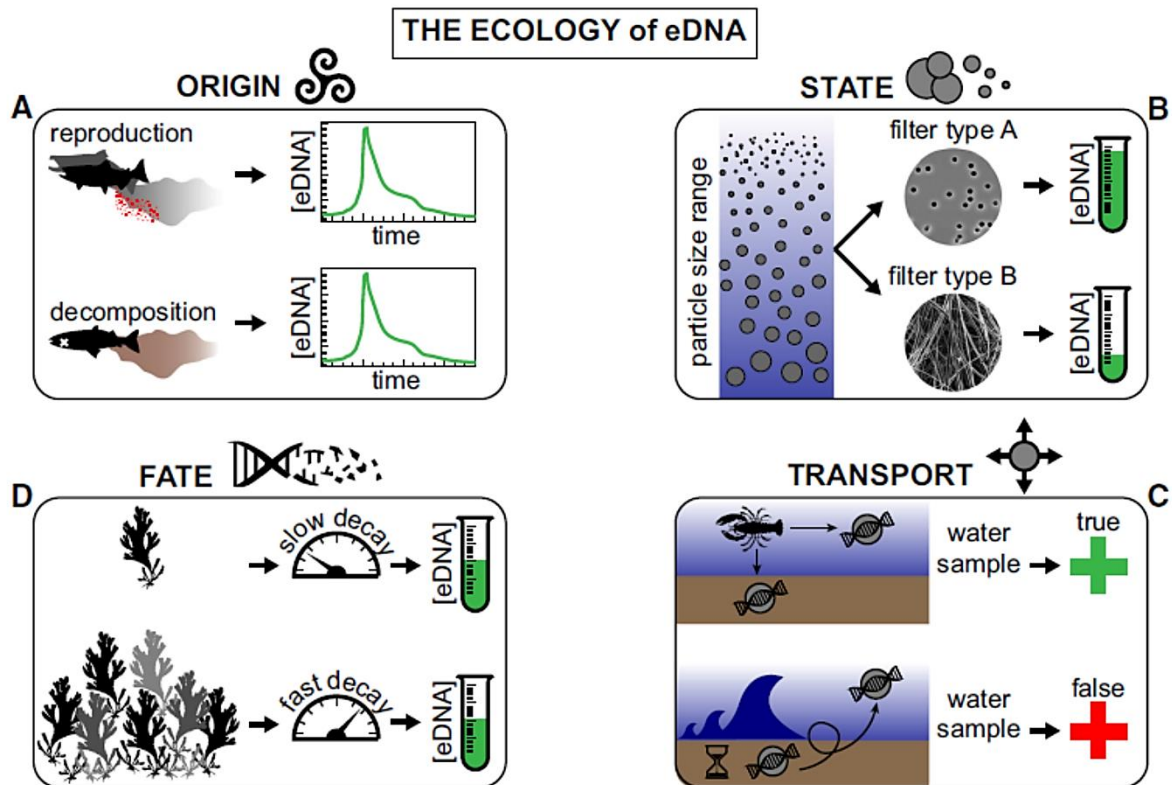 THE ECOLOGY of eDNA
ORIGIN
A
reproduction
[eDNA]
time
decomposition
[eDNA]
time
STATE
B
particle size range
filter type A
[eDNA]
filter type B
[eDNA]
FATE
D
slow decay
[eDNA]
fast decay
[eDNA]
TRANSPORT
C
water
sample
true
water
sample
false